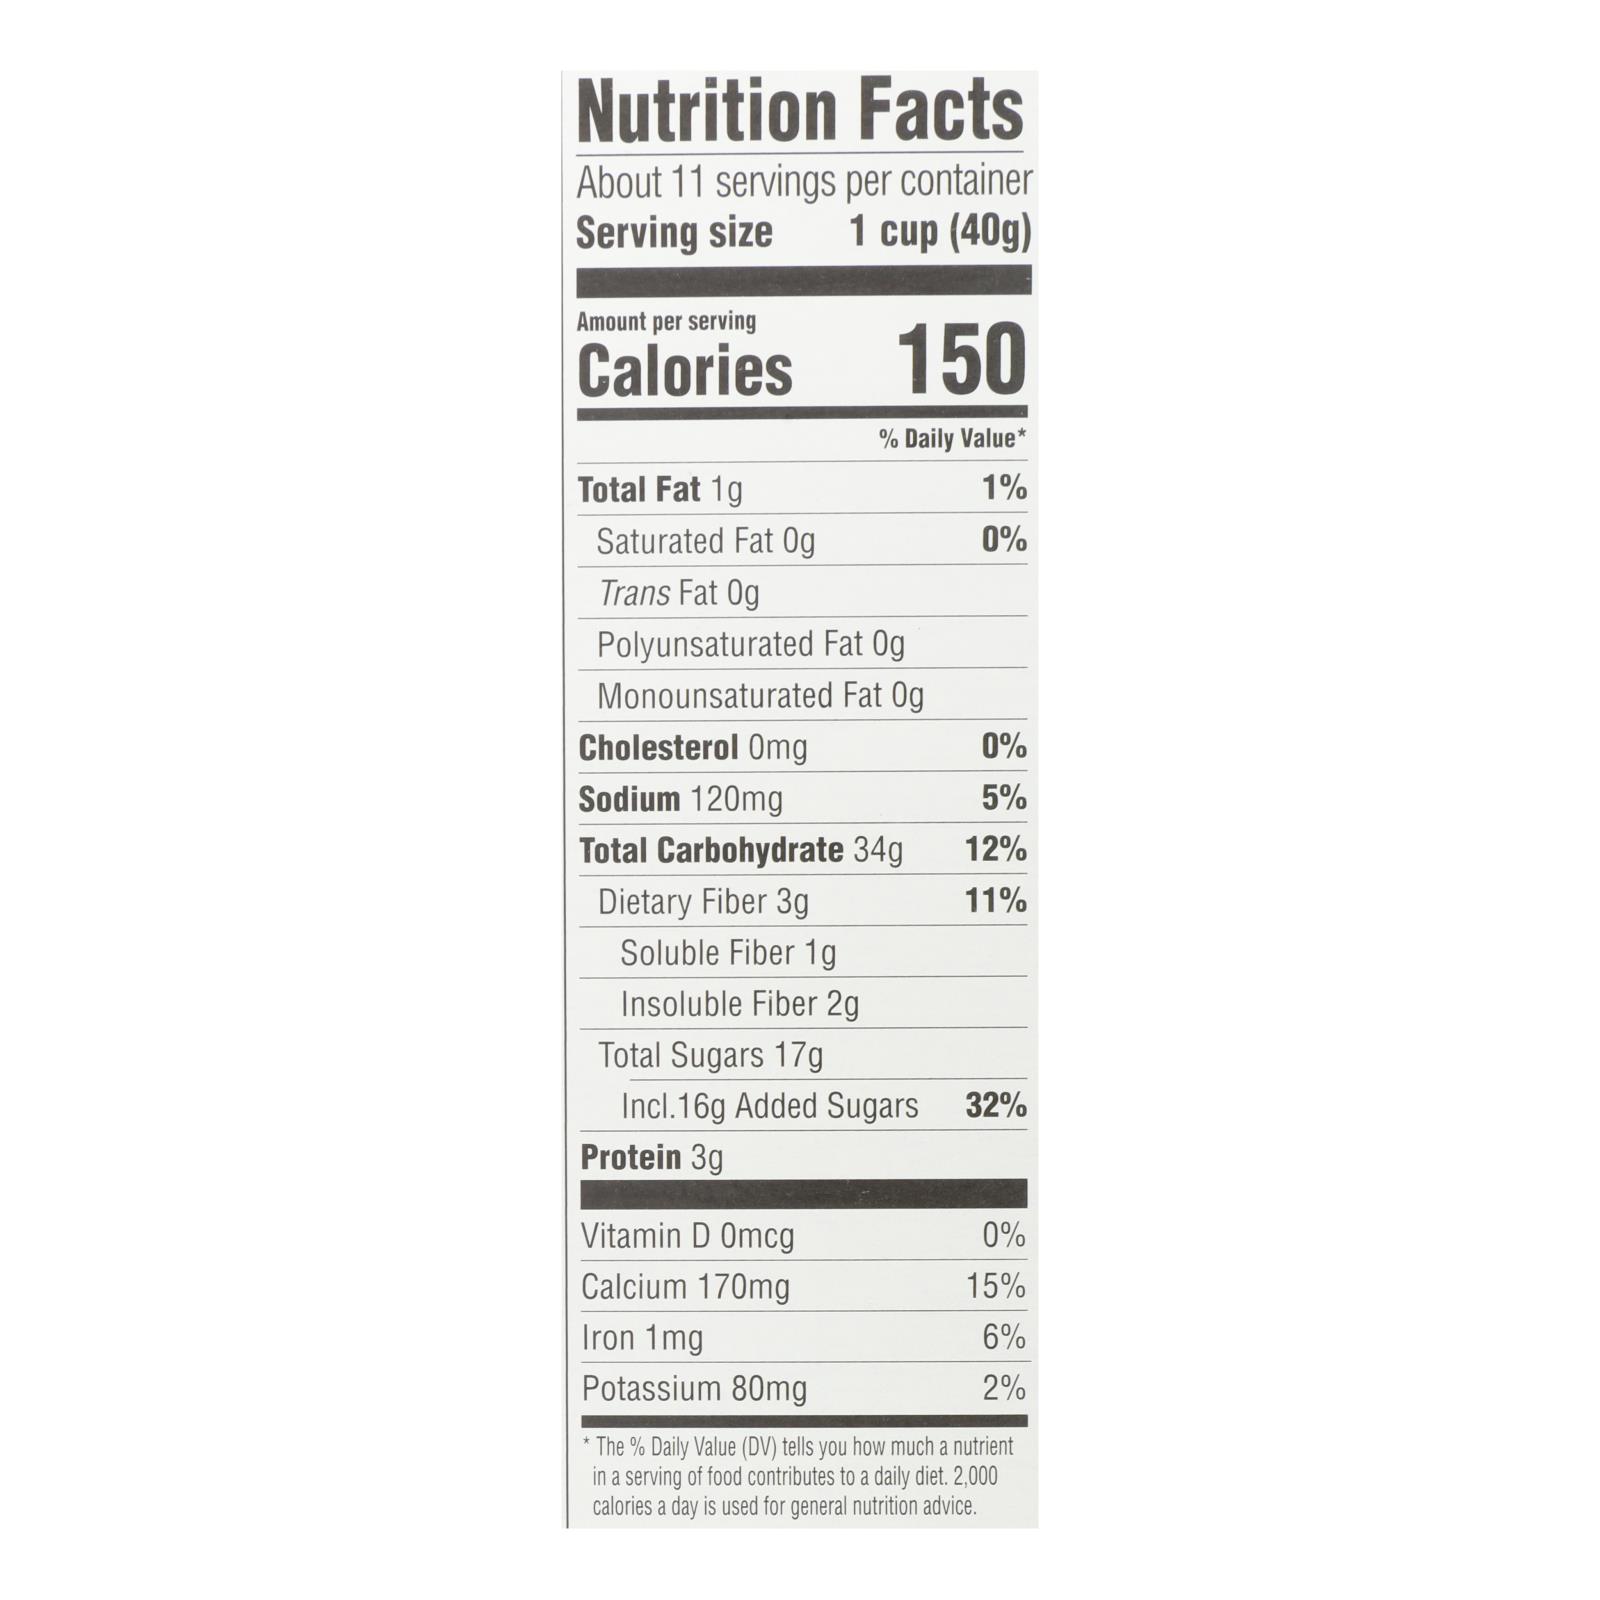 Nutrition Facts
About 11 servings per container
Serving size 1 cup (40g)
Amount per serving
Calories 150
% Daily Value*
Total Fat 1g 1%
Saturated Fat 0g 0%
Trans Fat 0g
Polyunsaturated Fat 0g
Monounsaturated Fat 0g
Cholesterol 0mg 0%
Sodium 120mg 5%
Total Carbohydrate 34g 12%
Dietary Fiber 3g 11%
Soluble Fiber 1g
Insoluble Fiber 2g
Total Sugars 17g
Incl.16g Added Sugars 32%
Protein 3g
Vitamin D 0mcg 0%
Calcium 170mg 15%
Iron 1mg 6%
Potassium 80mg 2%
* The % Daily Value (DV) tells you how much a nutrient
in a serving of food contributes to a daily diet. 2,000
calories a day is used for general nutrition advice.